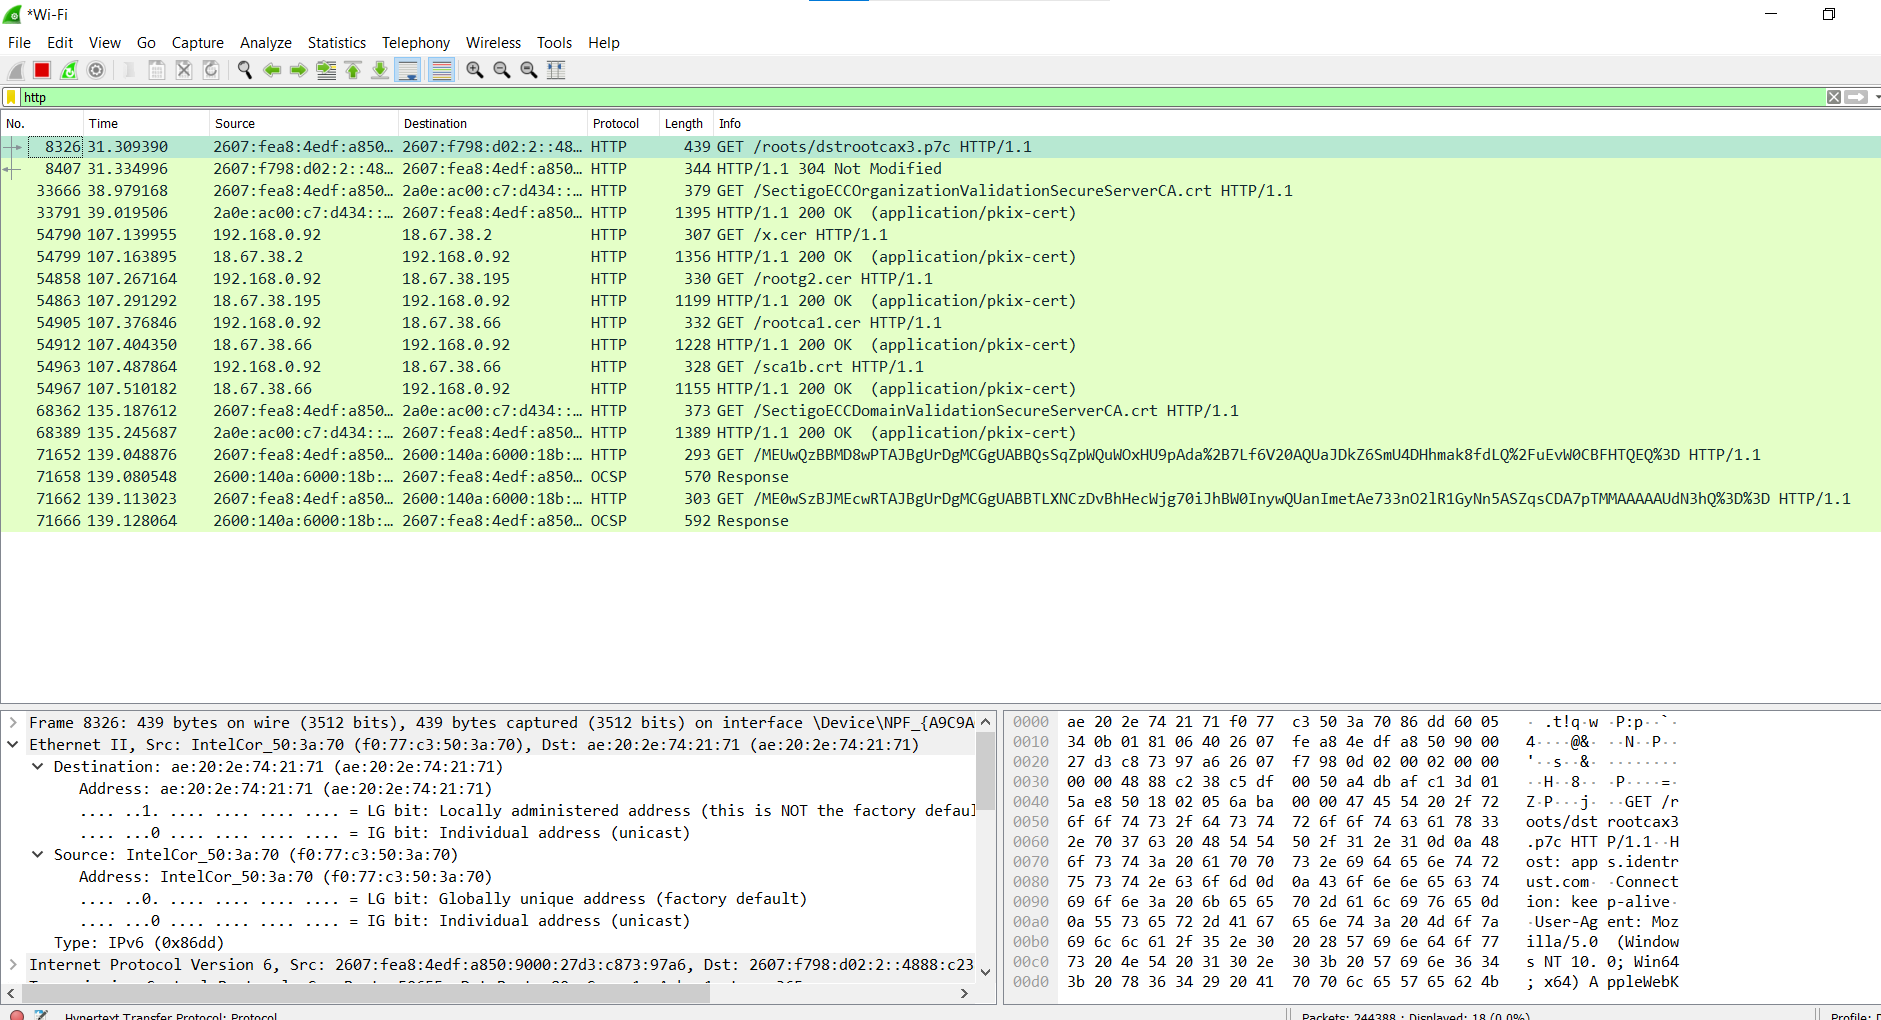 *Wi-Fi
File Edit View Go Capture Analyze Statistics Telephony Wireless Tools Help
http
No. Time Source Destination Protocol Length Info
8326 31.309390 2607:fea8:4edf:a850… 2607:f798:d02:2::48… HTTP 439 GET /roots/dstrootcax3.p7c HTTP/1.1
8407 31.334996 2607:f798:d02:2::48… 2607:fea8:4edf:a850… HTTP 344 HTTP/1.1 304 Not Modified
33666 38.979168 2607:fea8:4edf:a850… 2a0e:ac00:c7:d434::… HTTP 379 GET /SectigoECCOrganizationValidationSecureServerCA.crt HTTP/1.1
33791 39.019506 2a0e:ac00:c7:d434::… 2607:fea8:4edf:a850… HTTP 1395 HTTP/1.1 200 OK (application/pkix-cert)
54790 107.139955 192.168.0.92 18.67.38.2 HTTP 307 GET /x.cer HTTP/1.1
54799 107.163895 18.67.38.2 192.168.0.92 HTTP 1356 HTTP/1.1 200 OK (application/pkix-cert)
54858 107.267164 192.168.0.92 18.67.38.195 HTTP 330 GET /rootg2.cer HTTP/1.1
54863 107.291292 18.67.38.195 192.168.0.92 HTTP 1199 HTTP/1.1 200 OK (application/pkix-cert)
54905 107.376846 192.168.0.92 18.67.38.66 HTTP 332 GET /rootca1.cer HTTP/1.1
54912 107.404350 18.67.38.66 192.168.0.92 HTTP 1228 HTTP/1.1 200 OK (application/pkix-cert)
54963 107.487864 192.168.0.92 18.67.38.66 HTTP 328 GET /sca1b.crt HTTP/1.1
54967 107.510182 18.67.38.66 192.168.0.92 HTTP 1155 HTTP/1.1 200 OK (application/pkix-cert)
68362 135.187612 2607:fea8:4edf:a850… 2a0e:ac00:c7:d434::… HTTP 373 GET /SectigoECCDomainValidationSecureServerCA.crt HTTP/1.1
68389 135.245687 2a0e:ac00:c7:d434::… 2607:fea8:4edf:a850… HTTP 1389 HTTP/1.1 200 OK (application/pkix-cert)
71652 139.048876 2607:fea8:4edf:a850… 2600:140a:6000:18b:… HTTP 293 GET /MEUwQzBBMD8wPTAJBgUrDgMCGgUABBQsSqZpWQuWOxHU9pAda%2B7Lf6V20AQUaJDkZ6SmU4DHhmak8fdLQ%2FuEvW0CBFHTQEQ%3D HTTP/1.1
71658 139.080548 2600:140a:6000:18b:… 2607:fea8:4edf:a850… OCSP 570 Response
71662 139.113023 2607:fea8:4edf:a850… 2600:140a:6000:18b:… HTTP 303 GET /ME0wSzBJMEcwRTAJBgUrDgMCGgUABBTLXNCzDvBhHecWjg70iJhBW0InywQUanImetAe733nO2lR1GyNn5ASZqsCDA7pTMMAAAAAUdN3hQ%3D%3D HTTP/1.1
71666 139.128064 2600:140a:6000:18b:… 2607:fea8:4edf:a850… OCSP 592 Response
Frame 8326: 439 bytes on wire (3512 bits), 439 bytes captured (3512 bits) on interface \Device\NPF_{A9C9A
Ethernet II, Src: IntelCor_50:3a:70 (f0:77:c3:50:3a:70), Dst: ae:20:2e:74:21:71 (ae:20:2e:74:21:71)
Destination: ae:20:2e:74:21:71 (ae:20:2e:74:21:71)
Address: ae:20:2e:74:21:71 (ae:20:2e:74:21:71)
.... ..1. .... .... .... .... = LG bit: Locally administered address (this is NOT the factory defaul
.... ...0 .... .... .... .... = IG bit: Individual address (unicast)
Source: IntelCor_50:3a:70 (f0:77:c3:50:3a:70)
Address: IntelCor_50:3a:70 (f0:77:c3:50:3a:70)
.... ..0. .... .... .... .... = LG bit: Globally unique address (factory default)
.... ...0 .... .... .... .... = IG bit: Individual address (unicast)
Type: IPv6 (0x86dd)
Internet Protocol Version 6, Src: 2607:fea8:4edf:a850:9000:27d3:c873:97a6, Dst: 2607:f798:d02:2::4888:c23
0000 ae 20 2e 74 21 71 f0 77 c3 50 3a 70 86 dd 60 05 · .t!q·w ·P:p··`·
0010 34 0b 01 81 06 40 26 07 fe a8 4e df a8 50 90 00 4····@&· ··N··P··
0020 27 d3 c8 73 97 a6 26 07 f7 98 0d 02 00 02 00 00 '··s··&· ········
0030 00 00 48 88 c2 38 c5 df 00 50 a4 db af c1 3d 01 ··H··8·· ·P····=·
0040 5a e8 50 18 02 05 6a ba 00 00 47 45 54 20 2f 72 Z·P···j· ··GET /r
0050 6f 6f 74 73 2f 64 73 74 72 6f 6f 74 63 61 78 33 oots/dst rootcax3
0060 2e 70 37 63 20 48 54 54 50 2f 31 2e 31 0d 0a 48 .p7c HTT P/1.1··H
0070 6f 73 74 3a 20 61 70 70 73 2e 69 64 65 6e 74 72 ost: app s.identr
0080 75 73 74 2e 63 6f 6d 0d 0a 43 6f 6e 6e 65 63 74 ust.com· ·Connect
0090 69 6f 6e 3a 20 6b 65 65 70 2d 61 6c 69 76 65 0d ion: kee p-alive·
00a0 0a 55 73 65 72 2d 41 67 65 6e 74 3a 20 4d 6f 7a ·User-Ag ent: Moz
00b0 69 6c 6c 61 2f 35 2e 30 20 28 57 69 6e 64 6f 77 illa/5.0 (Window
00c0 73 20 4e 54 20 31 30 2e 30 3b 20 57 69 6e 36 34 s NT 10. 0; Win64
00d0 3b 20 78 36 34 29 20 41 70 70 6c 65 57 65 62 4b ; x64) A ppleWebK
Hypertext Transfer Protocol: Protocol
Packets: 244388 · Displayed: 18 (0.0%)
Profile: